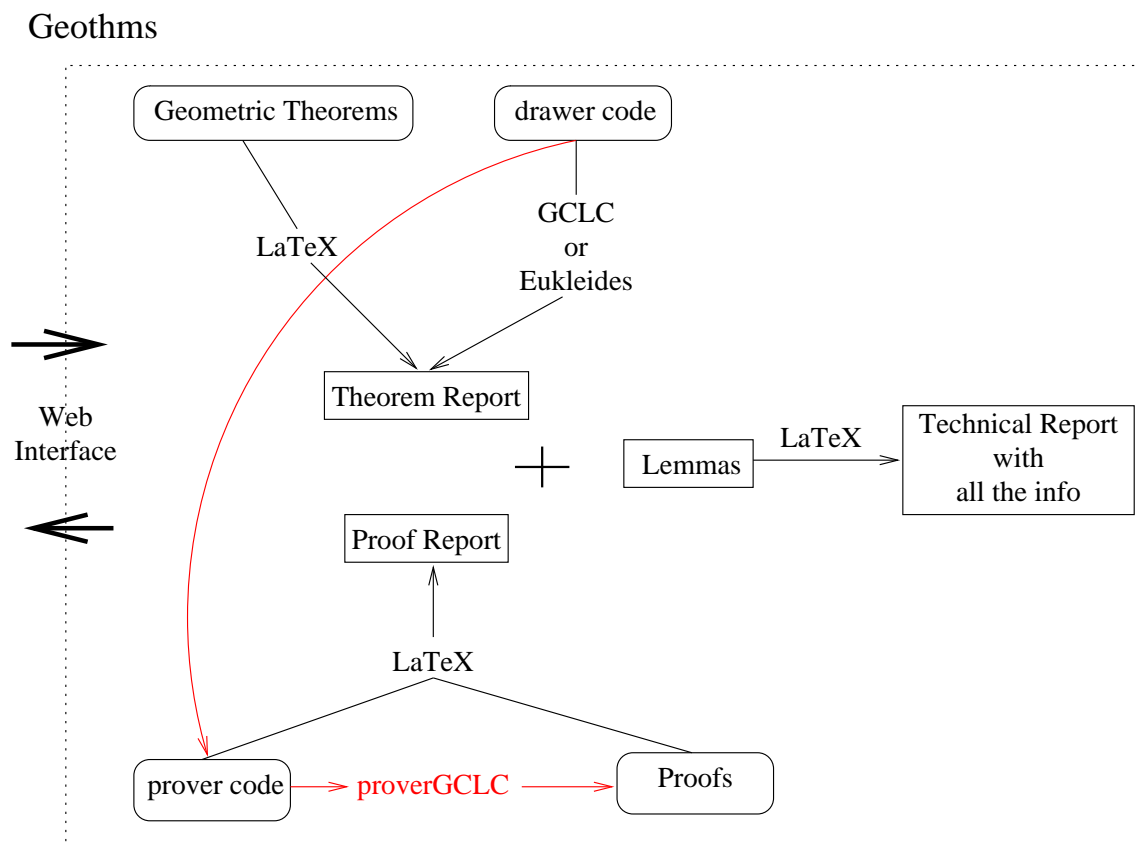 Geothms
Geometric Theorems
drawer code
GCLC
or
Eukleides
LaTeX
Theorem Report
Web
Interface
+
Lemmas
LaTeX
Technical Report
with
all the info
Proof Report
LaTeX
prover code
proverGCLC
Proofs